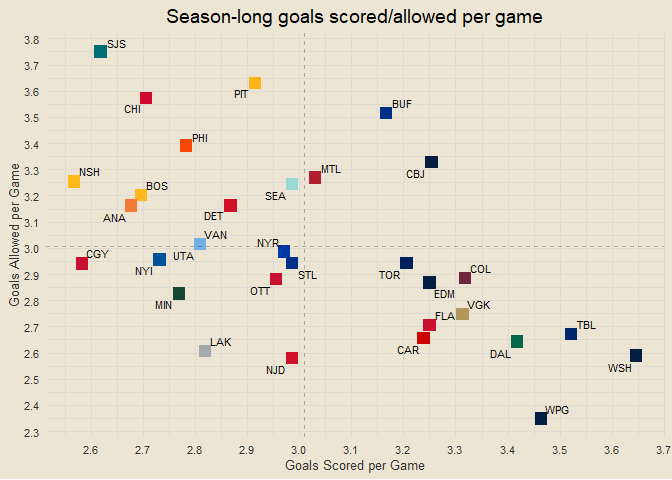 Season-long goals scored/allowed per game
3.8
SJS
3.7
PIT
3.6
CHI
BUF
3.5
PHI
3.4
CBJ
3.3
NSH
MTL
BOS
SEA
3.2
ANA
DET
3.1
VAN
NYR
3.0
CGY
UTA
NYI
STL
TOR
COL
2.9
OTT
EDM
MIN
VGK
2.8
FLA
TBL
2.7
LAK
CAR
DAL
2.6
NJD
WSH
2.5
WPG
2.4
2.3
Goals Allowed per Game
2.6 2.7 2.8 2.9 3.0 3.1 3.2 3.3 3.4 3.5 3.6 3.7
Goals Scored per Game